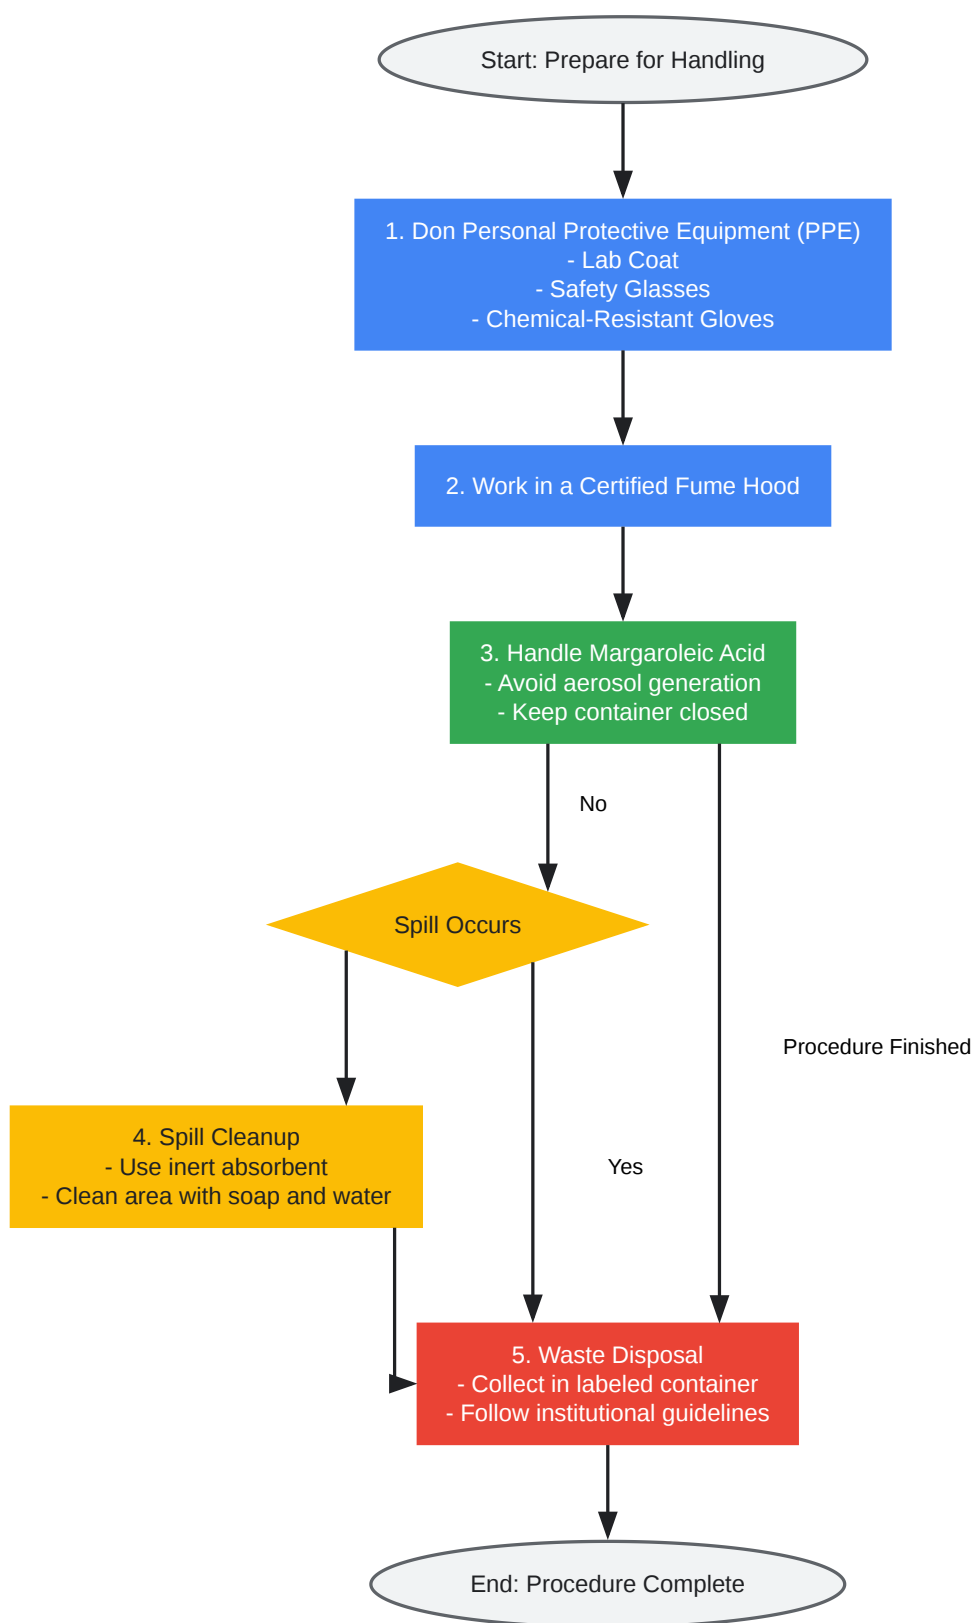 Start: Prepare for Handling
1. Don Personal Protective Equipment (PPE)
- Lab Coat
- Safety Glasses
- Chemical-Resistant Gloves
2. Work in a Certified Fume Hood
3. Handle Margaroleic Acid
- Avoid aerosol generation
- Keep container closed
No
Spill Occurs
Procedure Finished
4. Spill Cleanup
- Use inert absorbent
- Clean area with soap and water
Yes
5. Waste Disposal
- Collect in labeled container
- Follow institutional guidelines
End: Procedure Complete